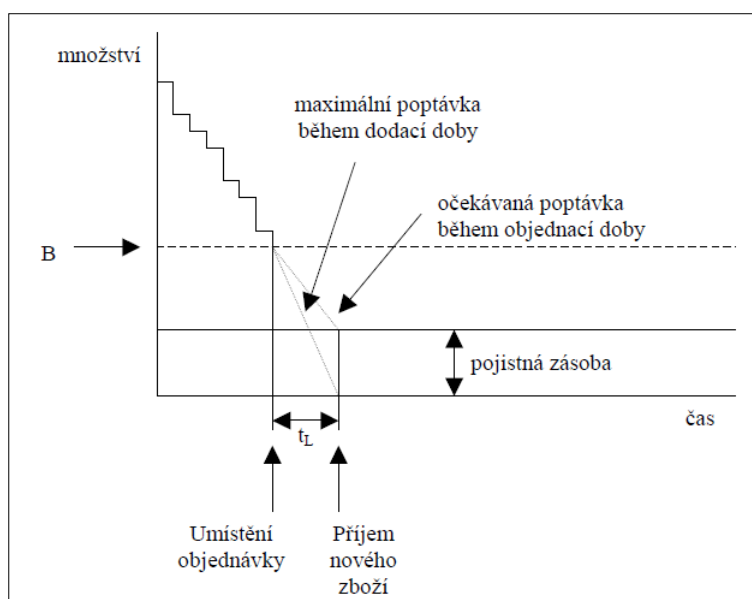 množství
maximální poptávka
během dodací doby
očekávaná poptávka
během objednací doby
B
pojistná zásoba
čas
tL
Umístění
objednávky
Příjem
nového
zboží